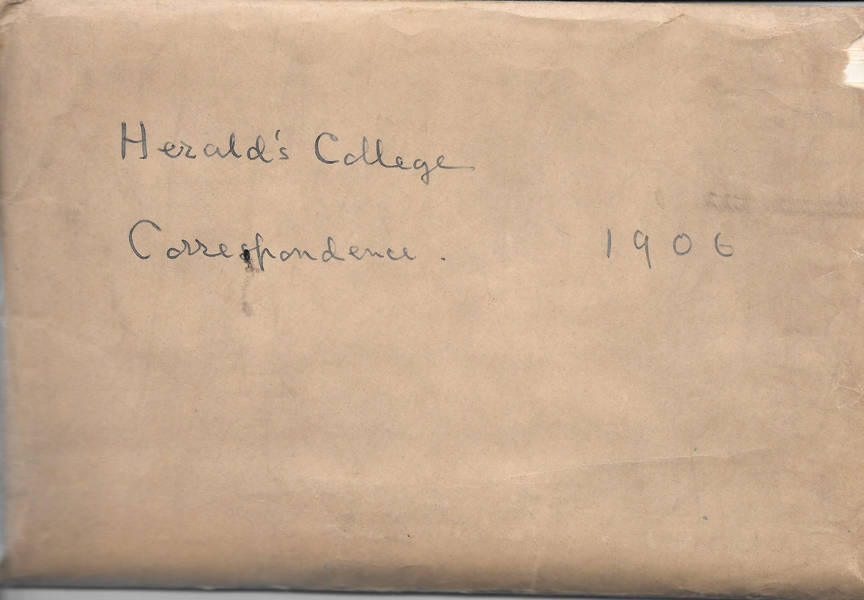 Herald's College
Correspondence. 1906